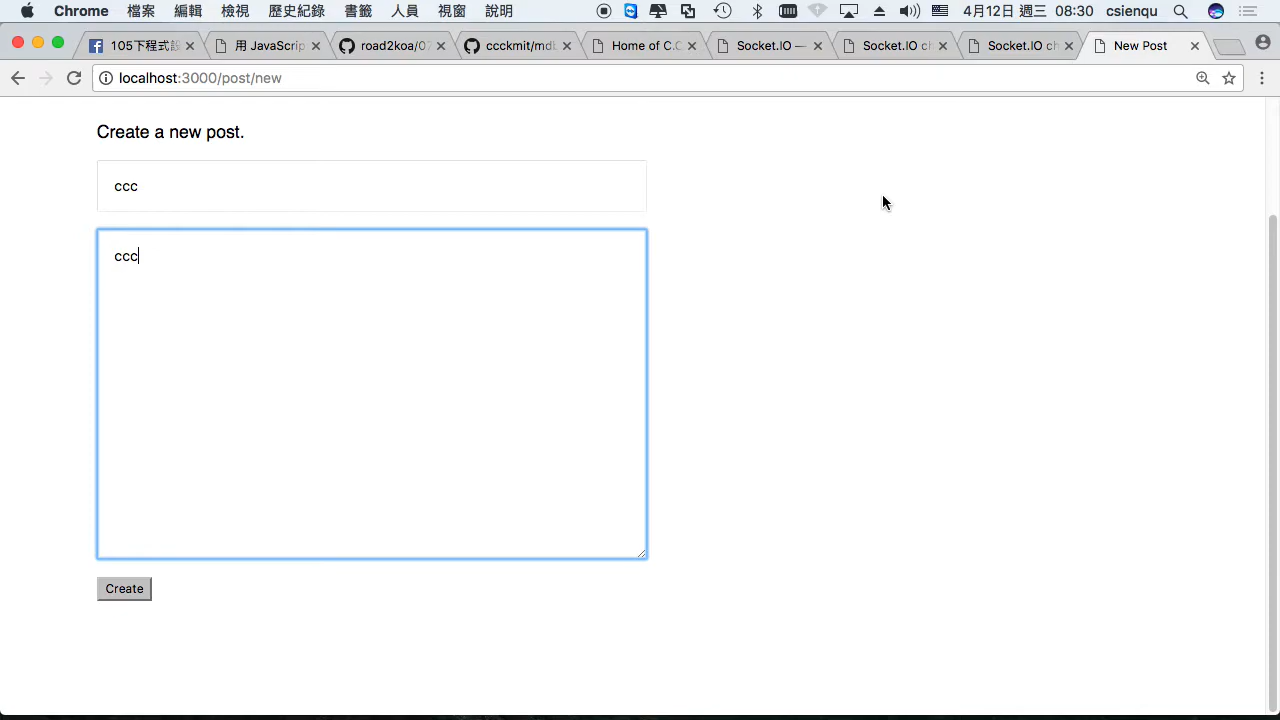 Chrome 檔案 編輯 檢視 歷史紀錄 書籤 人員 視窗 說明 4月12日 週三 08:30 csienqu
105下程式設 用 JavaScrip road2koa/02 ccckmit/mdb Home of C.C Socket.IO — Socket.IO ch Socket.IO ch New Post
localhost:3000/post/new
Create a new post.
ccc
ccc
Create